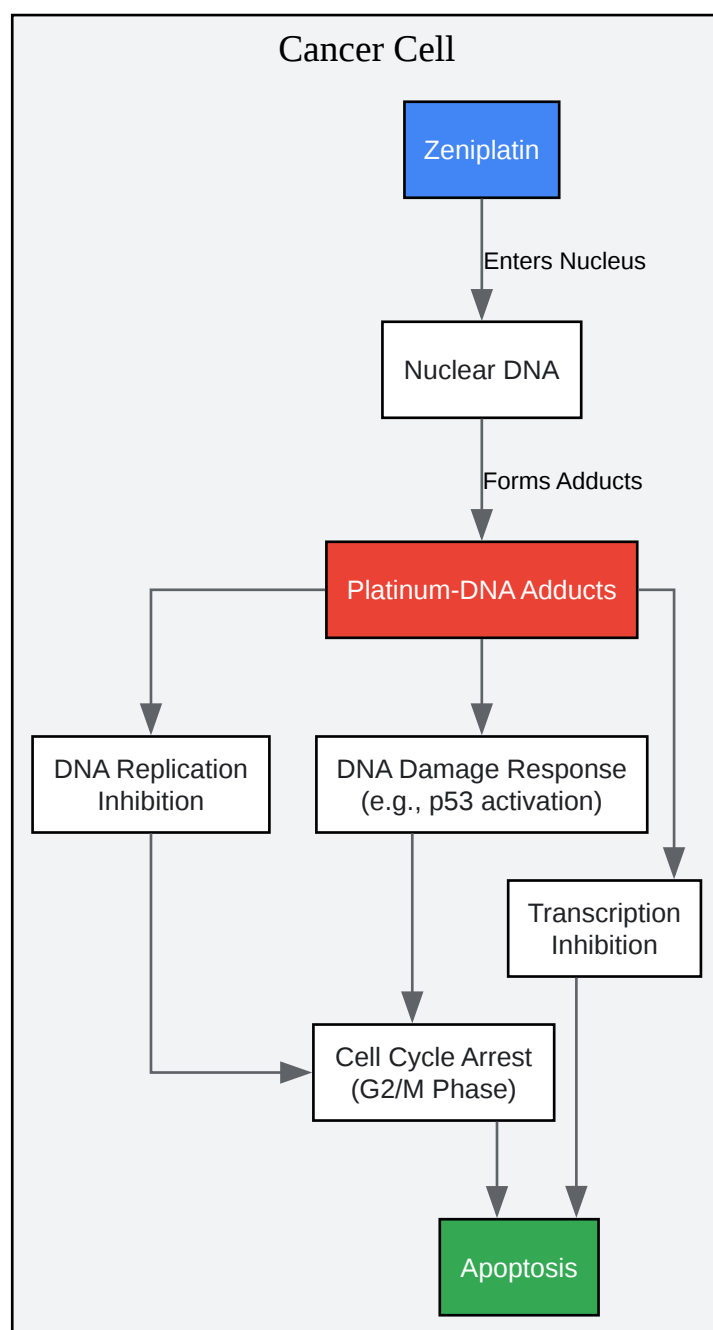 Cancer Cell
Zeniplatin
Enters Nucleus
Nuclear DNA
Forms Adducts
Platinum-DNA Adducts
DNA Replication
Inhibition
DNA Damage Response
(e.g., p53 activation)
Transcription
Inhibition
Cell Cycle Arrest
(G2/M Phase)
Apoptosis